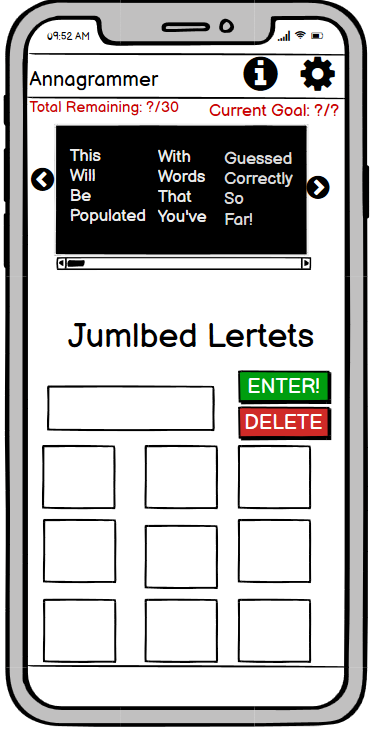 09:52 AM
Annagrammer
Total Remaining: ?/30
Current Goal: ?/?
This
Will
Be
Populated
With
Words
That
You've
Guessed
Correctly
So
Far!
Jumlbed Lertets
ENTER!
DELETE